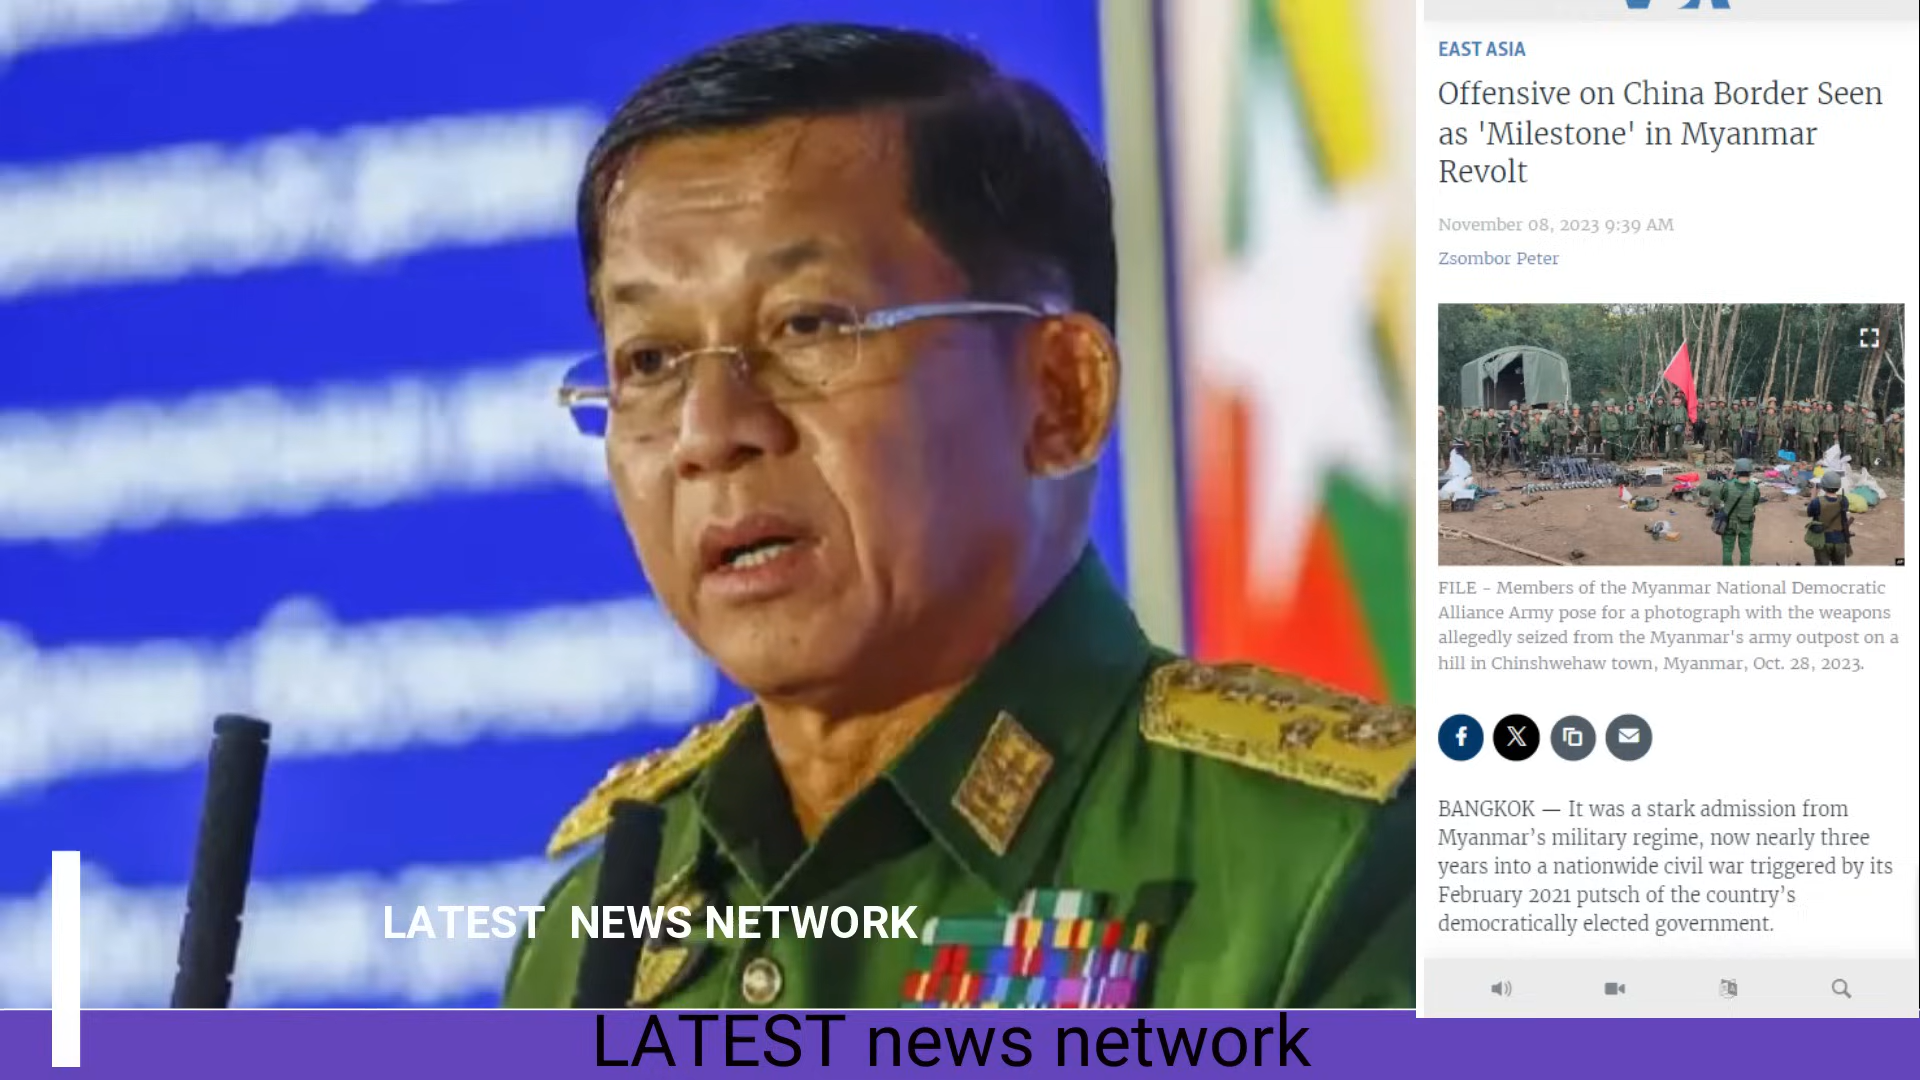 EAST ASIA
Offensive on China Border Seen
as 'Milestone' in Myanmar
Revolt
November 08, 2023 9:39 AM
Zsombor Peter
FILE - Members of the Myanmar National Democratic
Alliance Army pose for a photograph with the weapons
allegedly seized from the Myanmar's army outpost on a
hill in Chinshwehaw town, Myanmar, Oct. 28, 2023.
BANGKOK — It was a stark admission from
Myanmar's military regime, now nearly three
years into a nationwide civil war triggered by its
February 2021 putsch of the country's
democratically elected government.
LATEST NEWS NETWORK
LATEST news network